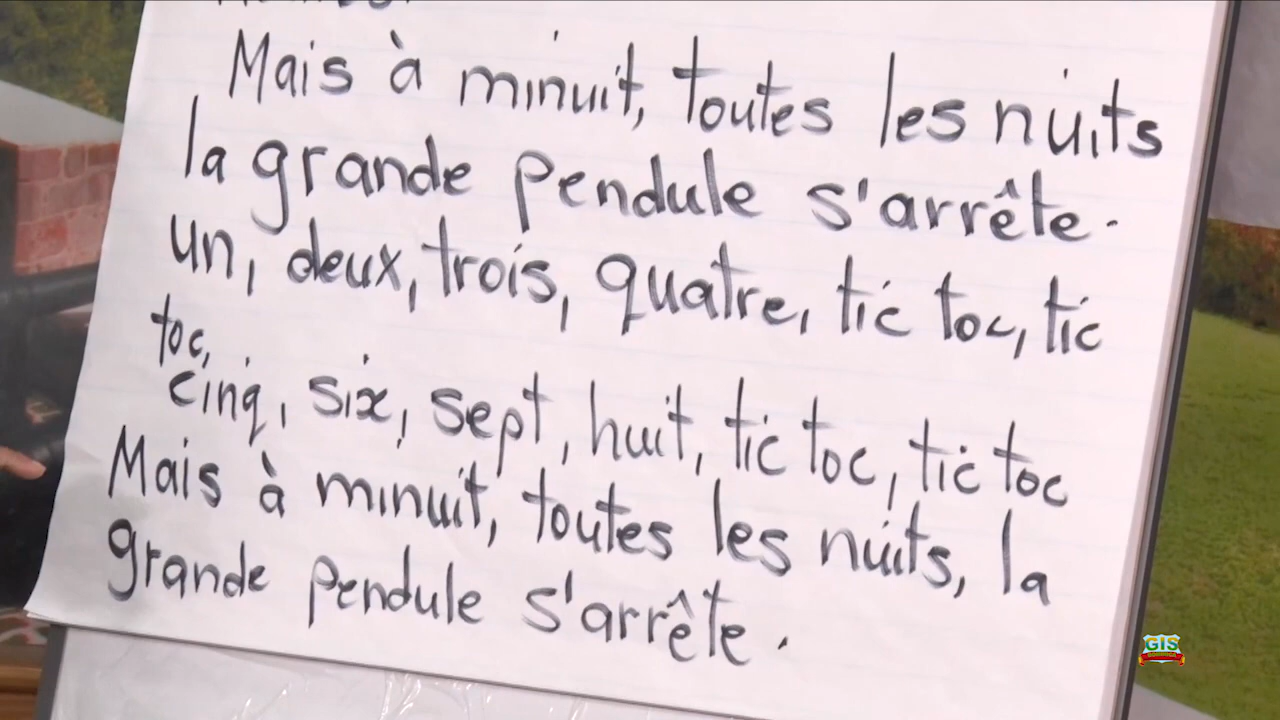 Mais à minuit, toutes les nuits
la grande pendule s'arrête.
un, deux, trois, quatre, tic toc, tic
toc,
cinq, six, sept, huit, tic toc, tic toc
Mais à minuit, toutes les nuits, la
grande pendule s'arrête.
GIS